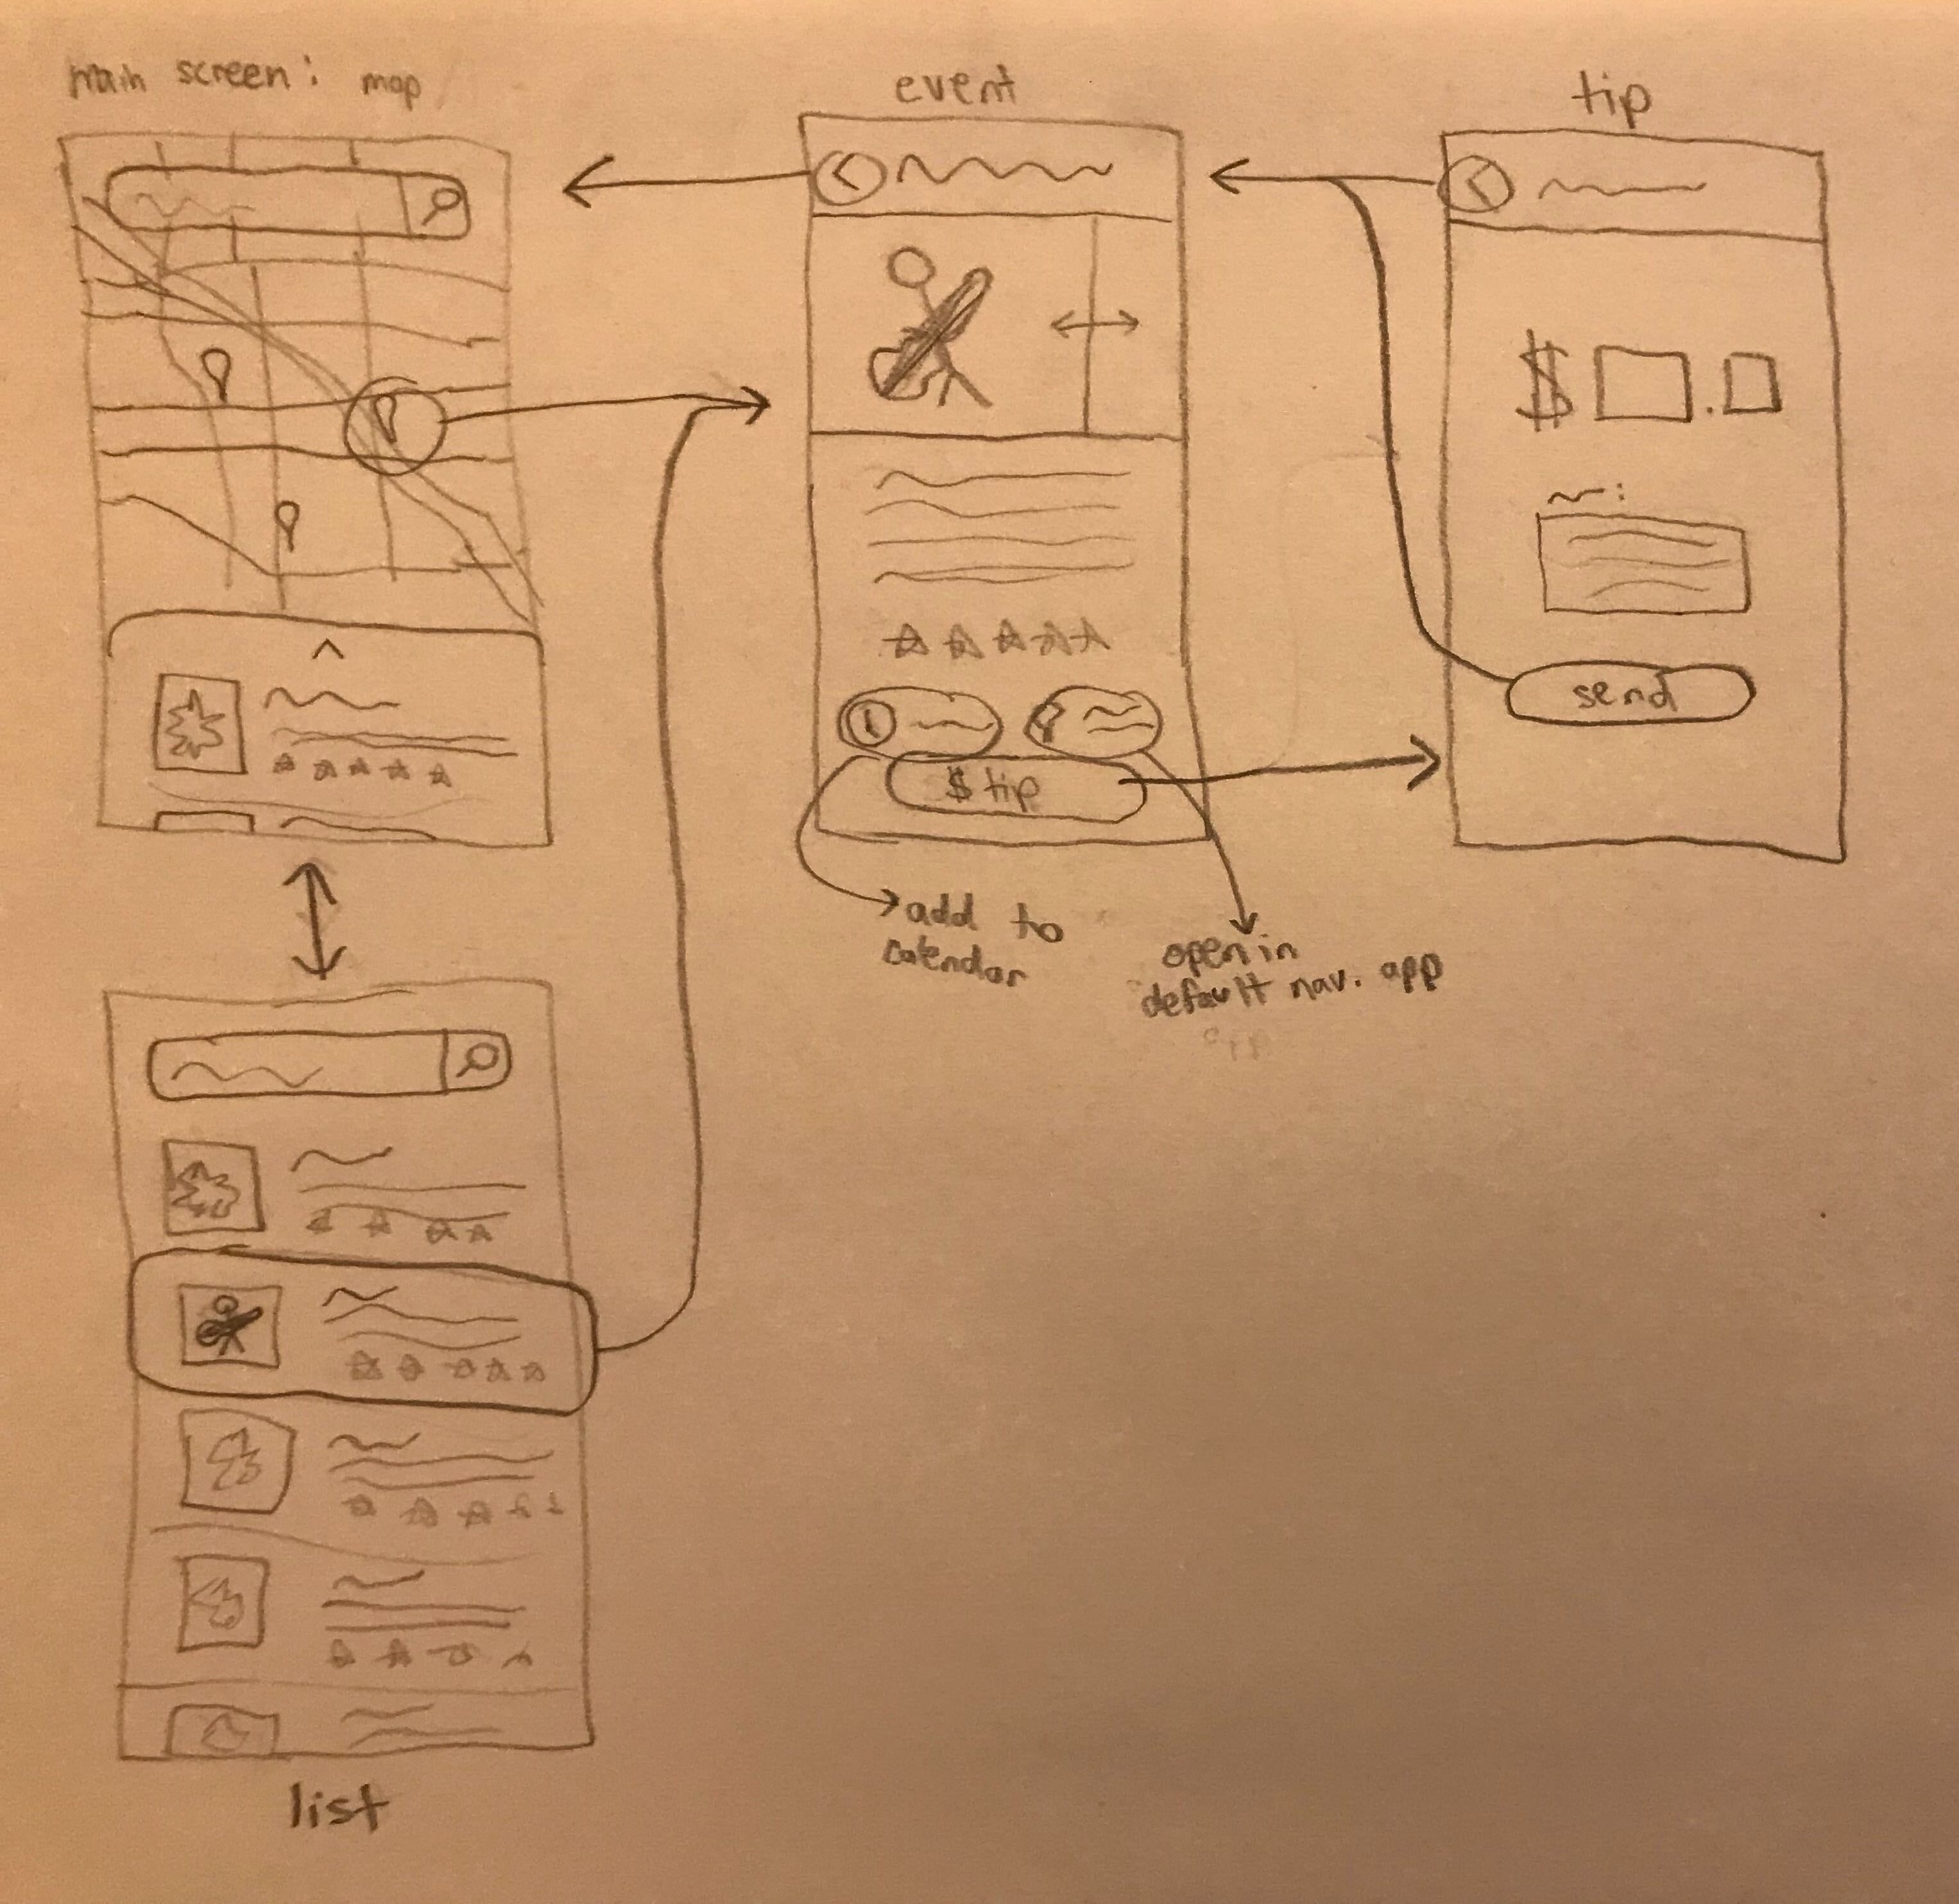 main screen: map
event
tip
$
.
:
send
$ tip
add to
calendar
open in
default nav. app
list